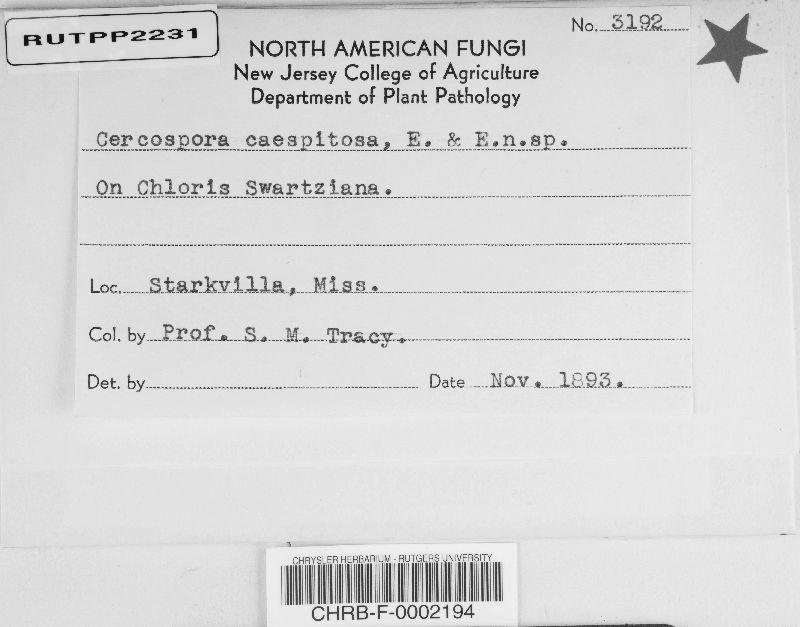 RUTPP2231
No. 3192
NORTH AMERICAN FUNGI
New Jersey College of Agriculture
Department of Plant Pathology
Cercospora caespitosa, E. & E.n.sp.
On Chloris Swartziana.
Loc. Starkvilla, Miss.
Col. by Prof. S. M. Tracy.
Det. by
Date Nov. 1893.
CHRYSLER HERBARIUM - RUTGERS UNIVERSITY
CHRB-F-0002194